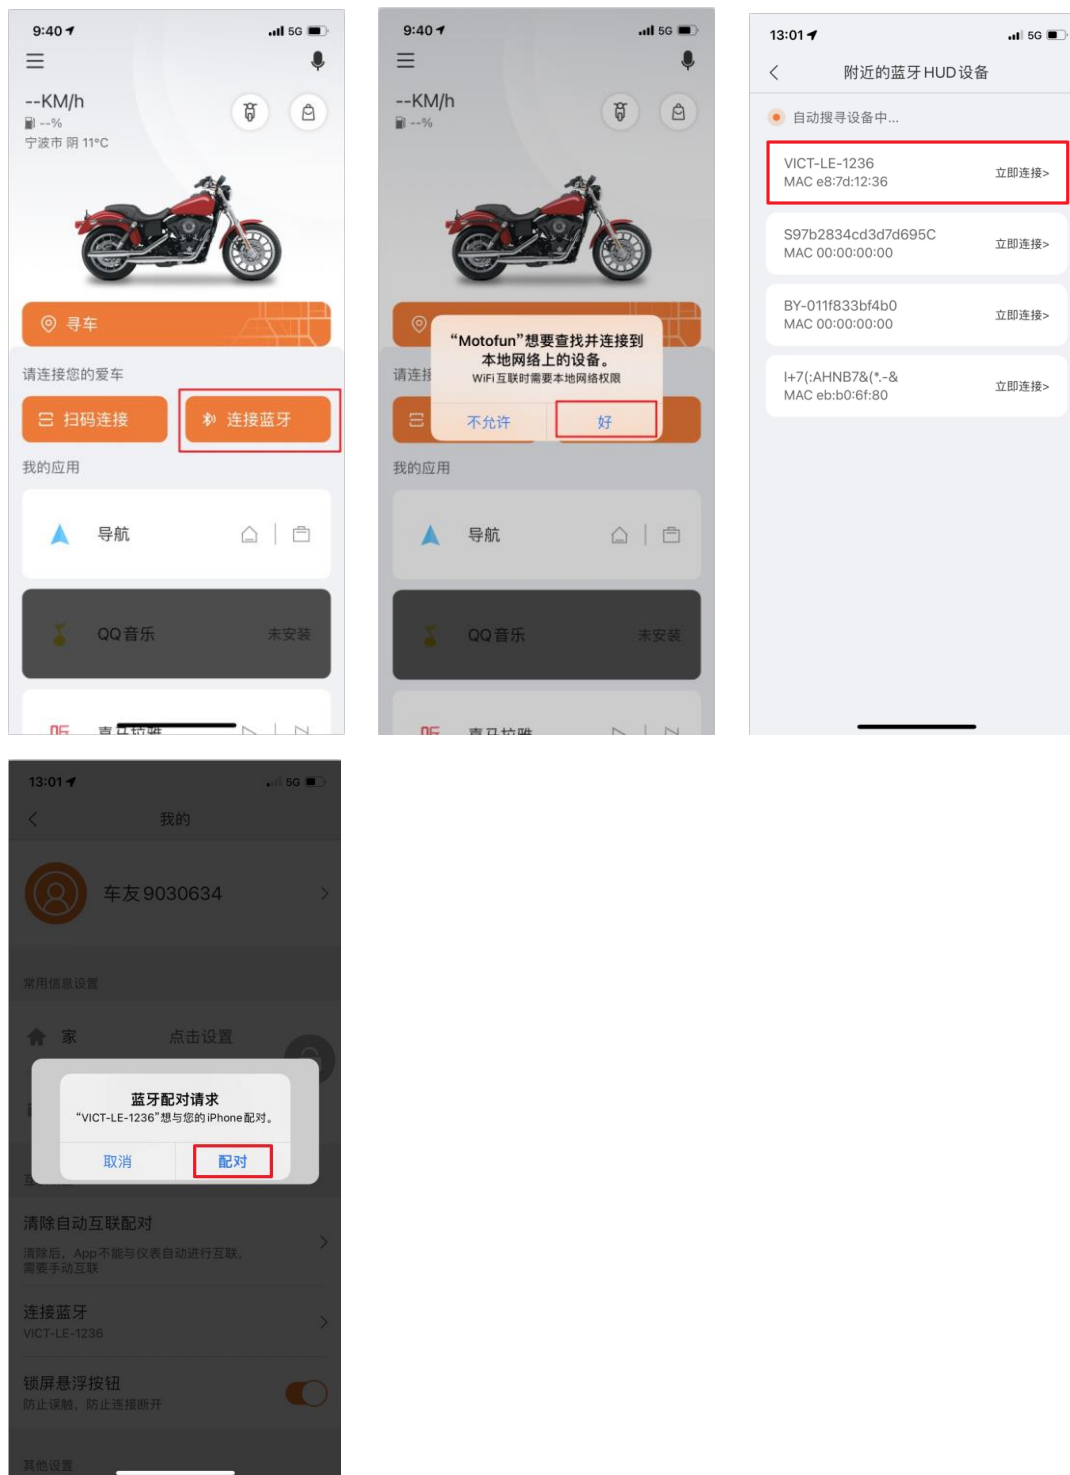 9:40
5G
--KM/h
--%
宁波市 阴 11°C
寻车
请连接您的爱车
扫码连接
连接蓝牙
我的应用
导航
QQ音乐
未安装
喜马拉雅
9:40
5G
--KM/h
--%
“Motofun”想要查找并连接到
本地网络上的设备。
WiFi互联时需要本地网络权限
不允许
好
请连接
我的应用
导航
QQ音乐
未安装
喜马拉雅
13:01
5G
附近的蓝牙HUD设备
自动搜寻设备中...
VICT-LE-1236
MAC e8:7d:12:36
立即连接>
S97b2834cd3d7d695C
MAC 00:00:00:00
立即连接>
BY-011f833bf4b0
MAC 00:00:00:00
立即连接>
I+7(:AHNB7&(*.-&
MAC eb:b0:6f:80
立即连接>
13:01
5G
我的
车友9030634
常用信息设置
家
点击设置
蓝牙配对请求
“VICT-LE-1236”想与您的iPhone配对。
取消
配对
清除自动互联配对
清除后，App不能与仪表自动进行互联，
需要手动互联
连接蓝牙
VICT-LE-1236
锁屏悬浮按钮
防止误触，防止连接断开
其他设置